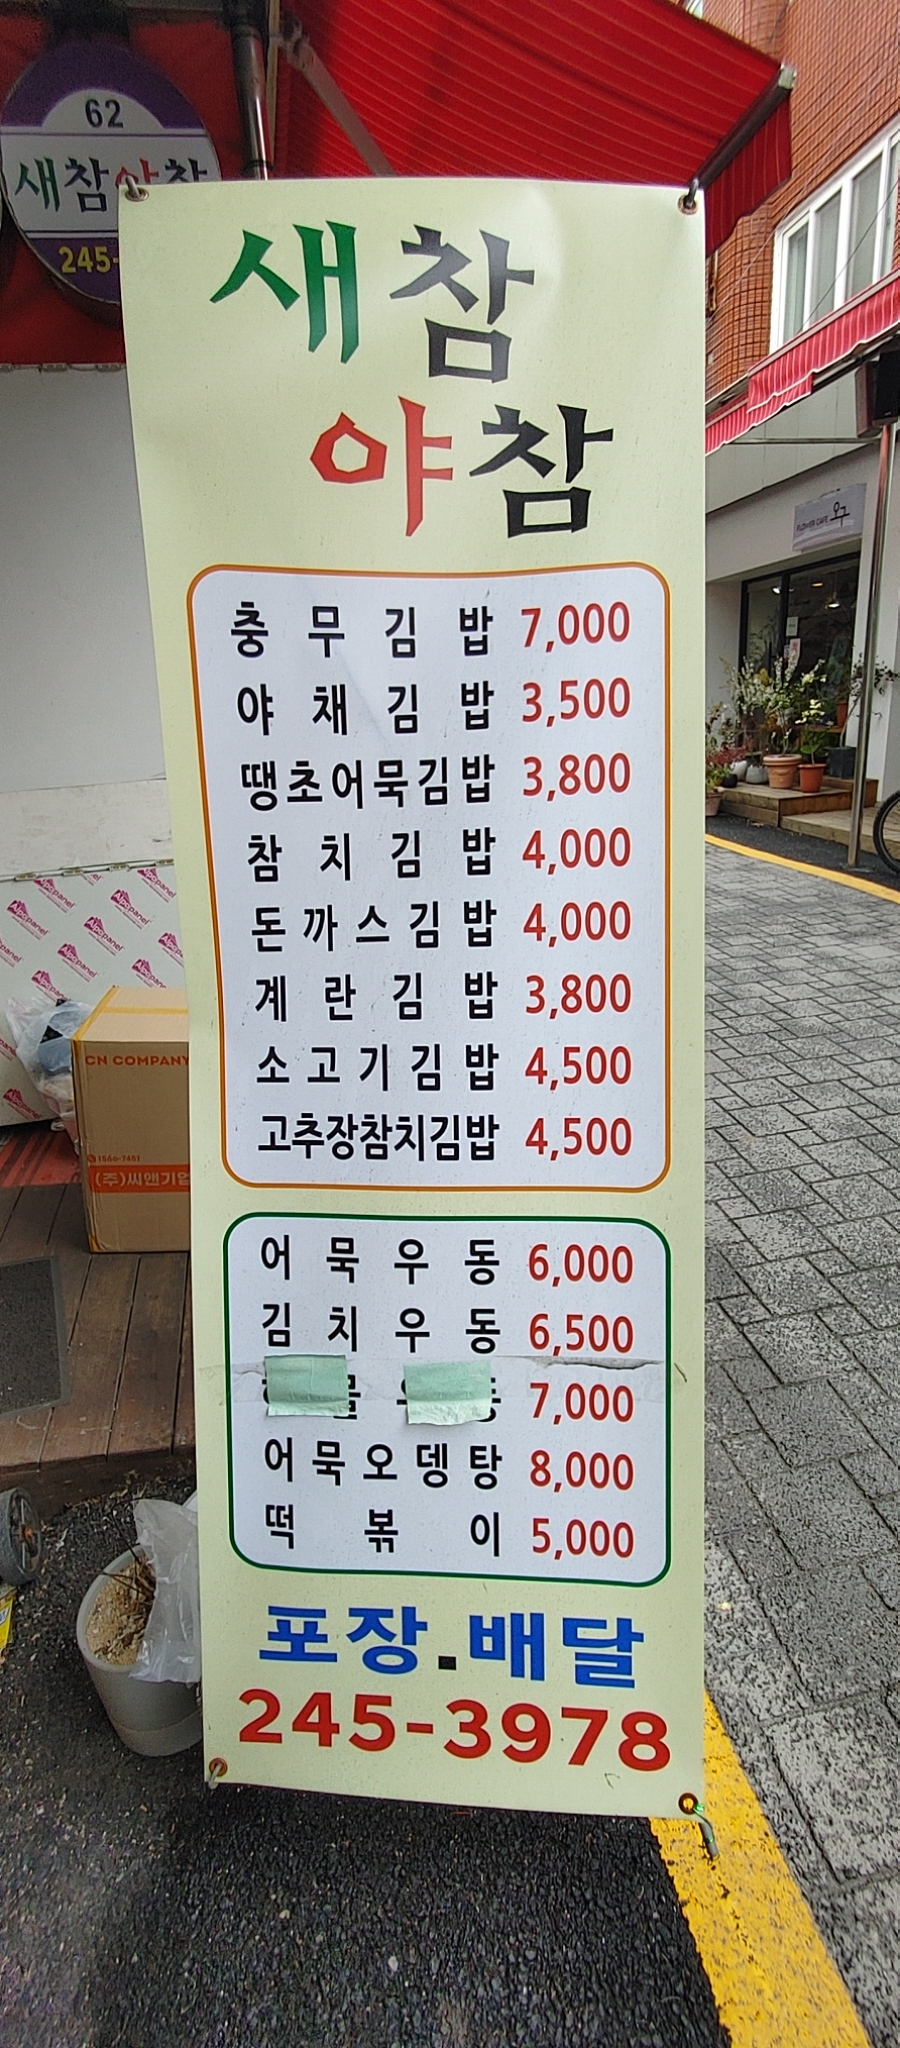 62
새참야참
245-
새참
야참
충무김밥 7,000
야채김밥 3,500
땡초어묵김밥 3,800
참치김밥 4,000
돈까스김밥 4,000
계란김밥 3,800
소고기김밥 4,500
고추장참치김밥 4,500
어묵우동 6,000
김치우동 6,500
7,000
어묵오뎅탕 8,000
떡볶이 5,000
포장.배달
245-3978
FLOWER CAFE
CN COMPANY
1566-7451
(주)씨앤기업